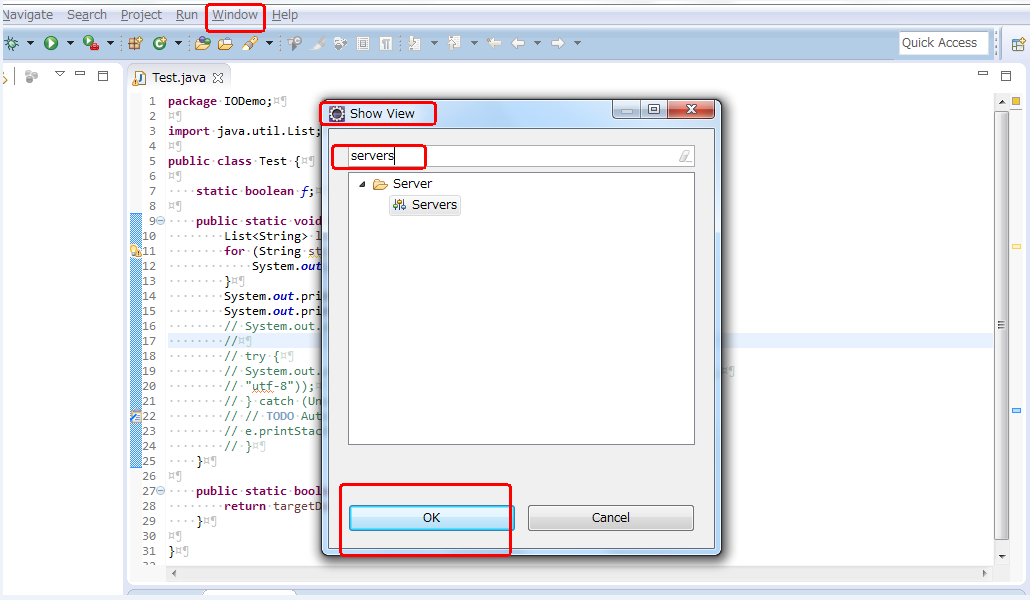 Navigate Search Project Run Window Help
Quick Access
Test.java
1 package IODemo;¤¶
2 ¤¶
3 import·java.util.List;
4 ¤¶
5 public·class·Test·{¤¶
6 ¤¶
7 ····static·boolean·f;
8 ¤¶
9 ····public·static·void
10 ········List<String>·l
11 ········for·(String·st
12 ············System.out
13 ········}¤¶
14 ········System.out.pri
15 ········System.out.pri
16 ········//·System.out.
17 ········//¤¶
18 ········//·try·{¤¶
19 ········//·System.out. ¤¶
20 ········//·"utf-8"));
21 ········//·}·catch·(Un
22 ········//·//·TODO·Aut
23 ········//·e.printStac
24 ········//·}¤¶
25 ····}¤¶
26 ¤¶
27 ····public·static·bool
28 ········return·targetD
29 ····}¤¶
30 ¤¶
31 }¤¶
Show View
servers
Server
Servers
OK Cancel